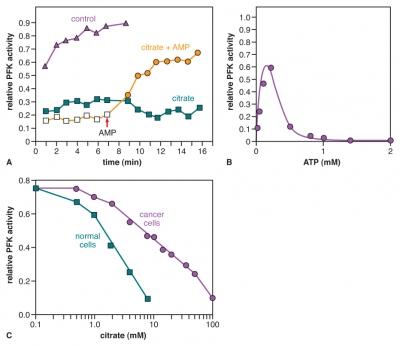 control
citrate + AMP
citrate
AMP
relative PFK activity
0.9
0.8
0.7
0.6
0.5
0.4
0.3
0.2
0.1
0
0 2 4 6 8 10 12 14 16
time (min)
A
relative PFK activity
1.0
0.8
0.6
0.4
0.2
0
0 1 2
ATP (mM)
B
relative PFK activity
0.8
0.6
0.4
0.2
0.0
cancer
cells
normal
cells
0.1 1.0 10.0 100
citrate (mM)
C